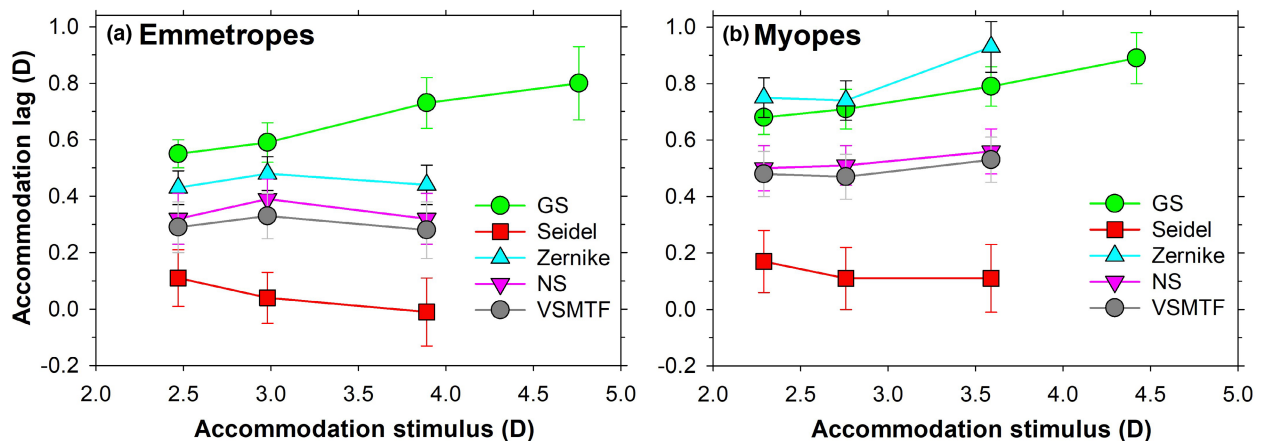 (a) Emmetropes
Accommodation lag (D)
1.0
0.8
0.6
0.4
0.2
0.0
-0.2
GS
Seidel
Zernike
NS
VSMTF
2.0 2.5 3.0 3.5 4.0 4.5 5.0
Accommodation stimulus (D)
(b) Myopes
1.0
0.8
0.6
0.4
0.2
0.0
-0.2
GS
Seidel
Zernike
NS
VSMTF
2.0 2.5 3.0 3.5 4.0 4.5 5.0
Accommodation stimulus (D)